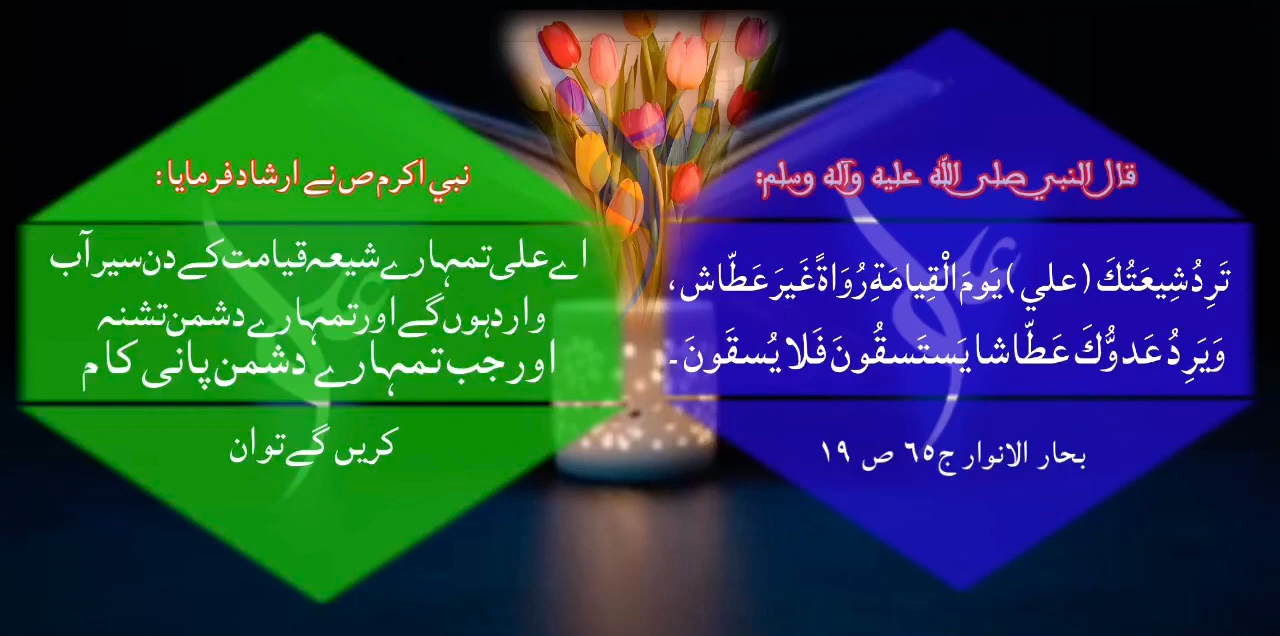 قال النبي صلى الله عليه وآله وسلم:
تَرِدُ شِيعَتُكَ (علي) يَومَ الْقِيامَةِ رُوَاةً غَيرَ عَطّاش،
وَيَرِدُ عَدوُّكَ عَطّاشا يَستَسقُونَ فَلا يُسقَونَ۔
بحار الانوار ج٦٥ ص ١٩
نبي اکرم ص نے ارشاد فرمایا :
اے علی تمہارے شیعہ قیامت کے دن سیر آب
وارد ہوں گے اور تمہارے دشمن تشنہ
اور جب تمہارے دشمن پانی کا م
کریں گے تو ان